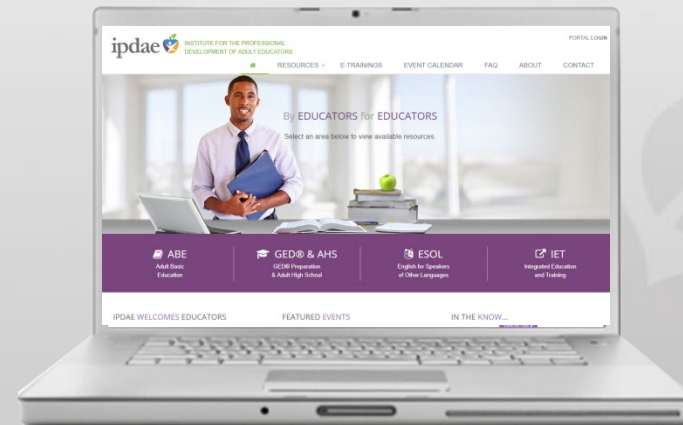 ipdae
INSTITUTE FOR THE PROFESSIONAL
DEVELOPMENT OF ADULT EDUCATORS
PORTAL LOGIN
RESOURCES
E-TRAININGS
EVENT CALENDAR
FAQ
ABOUT
CONTACT
By EDUCATORS for EDUCATORS
Select an area below to view available resources.
ABE
Adult Basic
Education
GED® & AHS
GED® Preparation
& Adult High School
ESOL
English for Speakers
of Other Languages
IET
Integrated Education
and Training
IPDAE WELCOMES EDUCATORS
FEATURED EVENTS
IN THE KNOW...